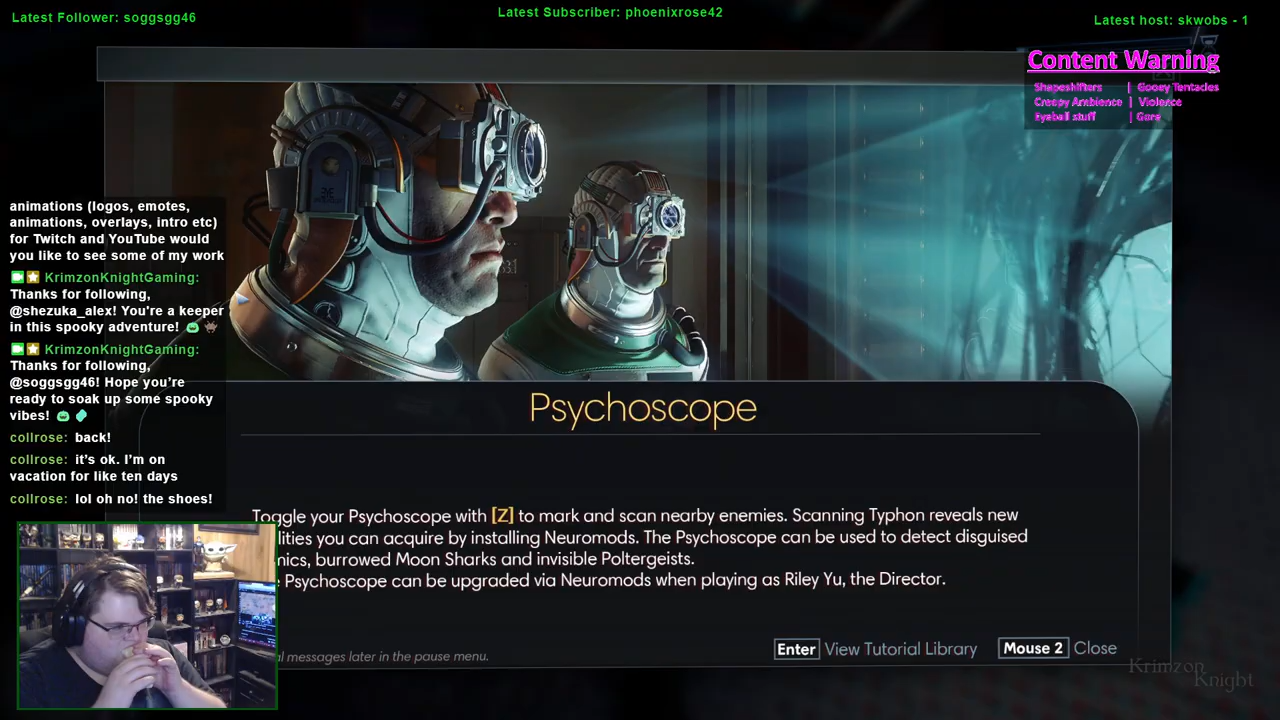 Latest Follower: soggsgg46
Latest Subscriber: phoenixrose42
Latest host: skwobs - 1
Content Warning
Shapeshifters | Gooey Tentacles
Creepy Ambience | Violence
Eyeball stuff | Gore
animations (logos, emotes,
animations, overlays, intro etc)
for Twitch and YouTube would
you like to see some of my work
KrimzonKnightGaming:
Thanks for following,
@shezuka_alex! You're a keeper
in this spooky adventure!
KrimzonKnightGaming:
Thanks for following,
@soggsgg46! Hope you're
ready to soak up some spooky
vibes!
collrose: back!
collrose: it's ok. I'm on
vacation for like ten days
collrose: lol oh no! the shoes!
Psychoscope
Toggle your Psychoscope with [Z] to mark and scan nearby enemies. Scanning Typhon reveals new
lities you can acquire by installing Neuromods. The Psychoscope can be used to detect disguised
nics, burrowed Moon Sharks and invisible Poltergeists.
e Psychoscope can be upgraded via Neuromods when playing as Riley Yu, the Director.
al messages later in the pause menu.
Enter View Tutorial Library
Mouse 2 Close
Krimzon
Knight